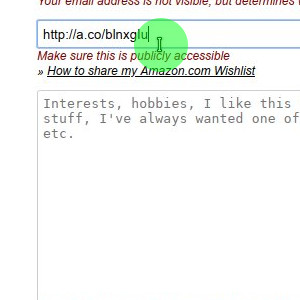 Your email address is not visible, but determines
http://a.co/blnxglu
Make sure this is publicly accessible
» How to share my Amazon.com Wishlist
Interests, hobbies, I like this
stuff, I've always wanted one of
etc.